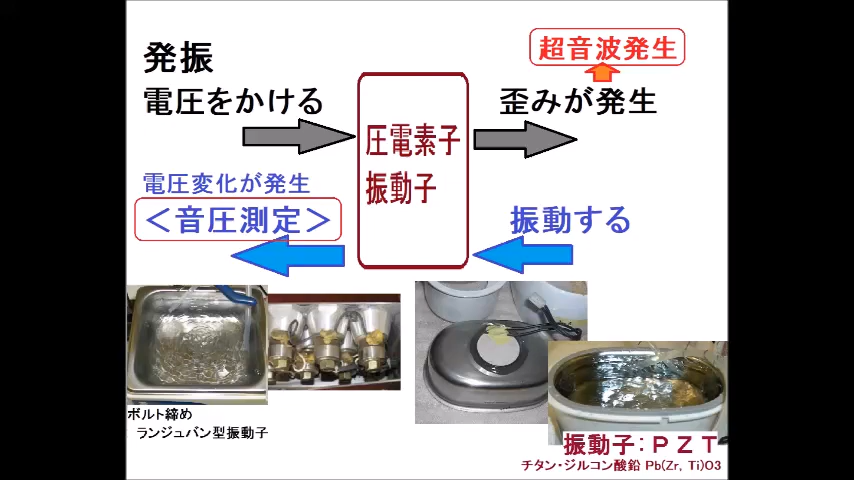 発振
電圧をかける
超音波発生
歪みが発生
圧電素子
振動子
電圧変化が発生
＜音圧測定＞
振動する
ボルト締め
ランジュバン型振動子
振動子：ＰＺＴ
チタン・ジルコン酸鉛 Pb(Zr, Ti)O3